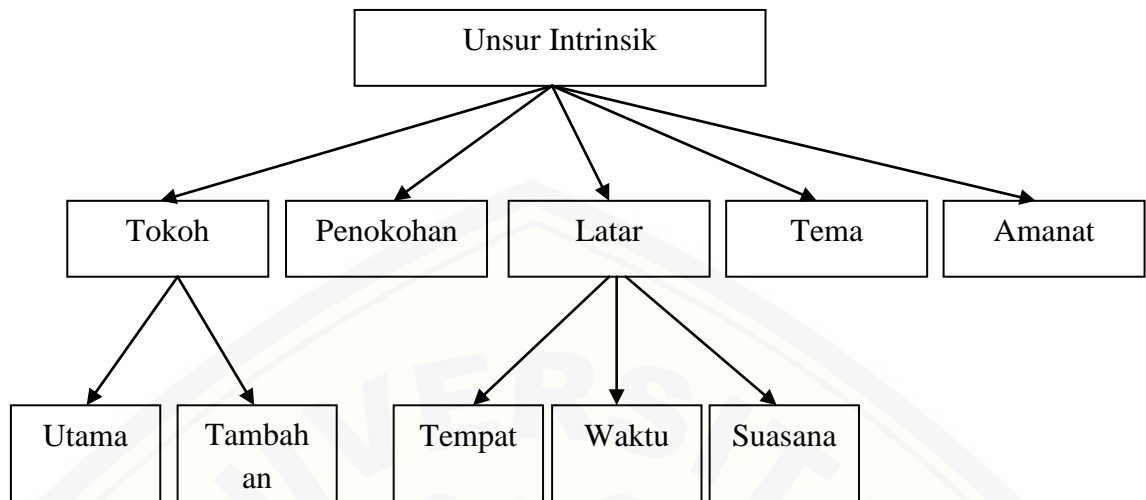 Unsur Intrinsik
Tokoh
Penokohan
Latar
Tema
Amanat
Utama
Tambah
an
Tempat
Waktu
Suasana